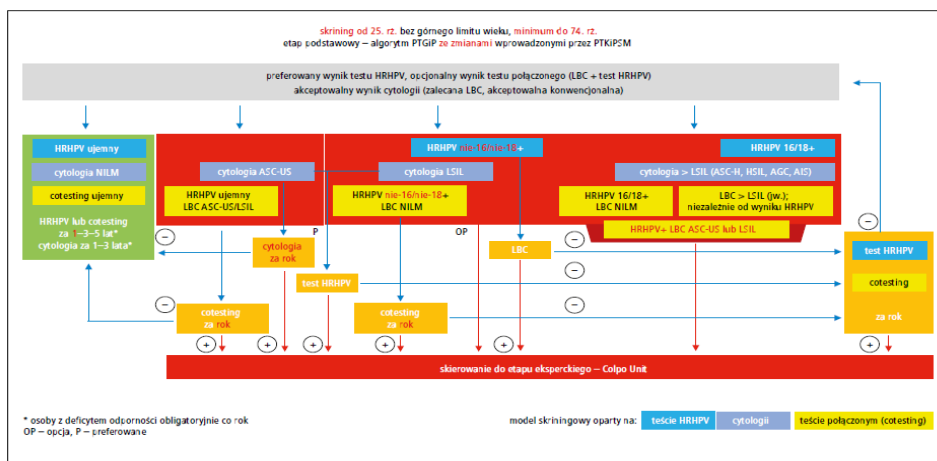 skrining od 25. rż. bez górnego limitu wieku, minimum do 74. rż.
etap podstawowy – algorytm PTGiP ze zmianami wprowadzonymi przez PTKiPSM
preferowany wynik testu HRHPV, opcjonalny wynik testu połączonego (LBC + test HRHPV)
akceptowalny wynik cytologii (zalecana LBC, akceptowalna konwencjonalna)
HRHPV ujemny
cytologia NILM
cotesting ujemny
HRHPV lub cotesting
za 1–3–5 lat*
cytologia za 1–3 lata*
cytologia ASC-US
HRHPV ujemny
LBC ASC-US/LSIL
HRHPV nie-16/nie-18+
cytologia LSIL
HRHPV nie-16/nie-18+
LBC NILM
HRHPV 16/18+
cytologia > LSIL (ASC-H, HSIL, AGC, AIS)
HRHPV 16/18+
LBC NILM
LBC > LSIL (jw.);
niezależnie od wyniku HRHPV
HRHPV+ LBC ASC-US lub LSIL
P
OP
cytologia
za rok
test HRHPV
LBC
cotesting
za rok
cotesting
za rok
test HRHPV
cotesting
za rok
–
–
–
–
–
–
+
+
+
+
+
+
skierowanie do etapu eksperckiego – Colpo Unit
* osoby z deficytem odporności obligatoryjnie co rok
OP – opcja, P – preferowane
model skriningowy oparty na:
teście HRHPV
cytologii
teście połączonym (cotesting)